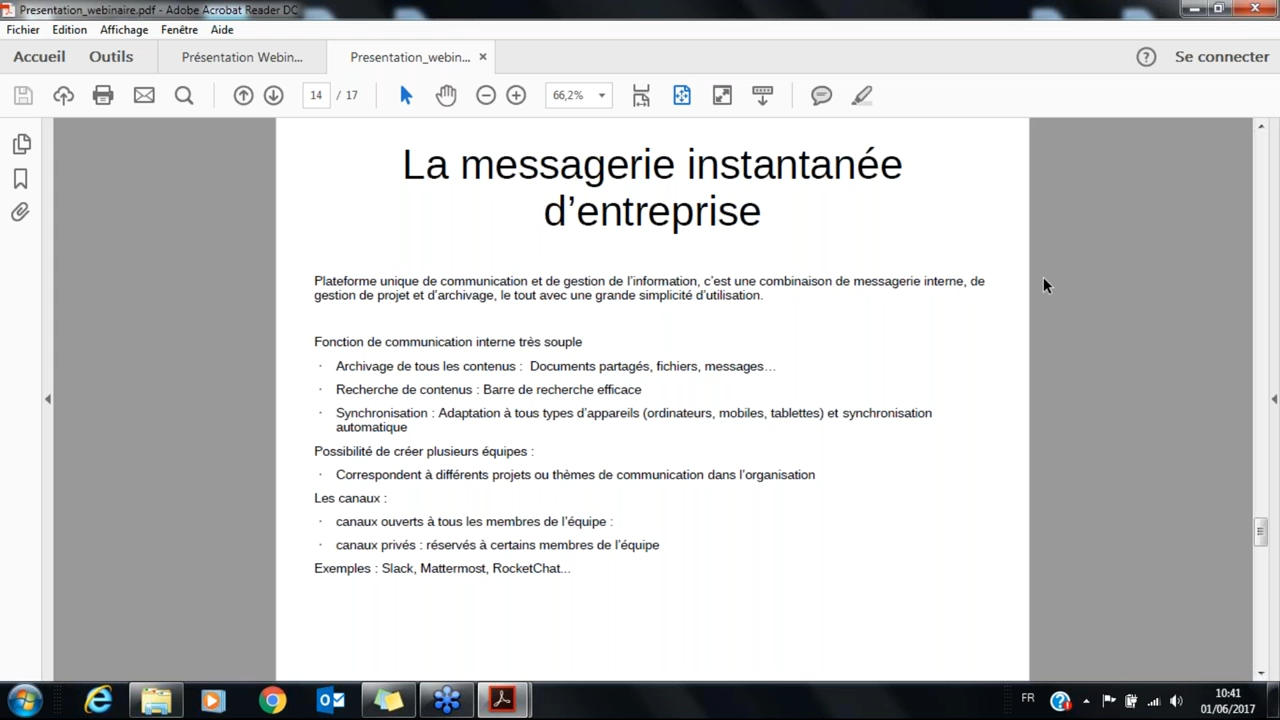 Presentation_webinaire.pdf - Adobe Acrobat Reader DC
Fichier Edition Affichage Fenêtre Aide
Accueil Outils Présentation Webin... Presentation_webin... Se connecter
14 / 17 66,2%
La messagerie instantanée
d’entreprise
Plateforme unique de communication et de gestion de l’information, c’est une combinaison de messagerie interne, de
gestion de projet et d’archivage, le tout avec une grande simplicité d’utilisation.
Fonction de communication interne très souple
· Archivage de tous les contenus : Documents partagés, fichiers, messages…
· Recherche de contenus : Barre de recherche efficace
· Synchronisation : Adaptation à tous types d’appareils (ordinateurs, mobiles, tablettes) et synchronisation
automatique
Possibilité de créer plusieurs équipes :
· Correspondent à différents projets ou thèmes de communication dans l’organisation
Les canaux :
· canaux ouverts à tous les membres de l’équipe :
· canaux privés : réservés à certains membres de l’équipe
Exemples : Slack, Mattermost, RocketChat...
FR 10:41
01/06/2017